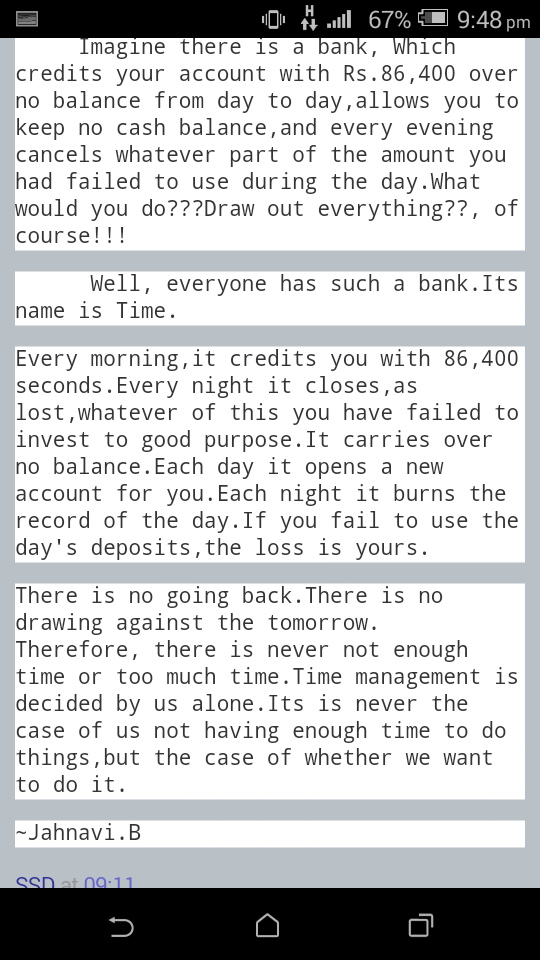 H 67% 9:48 pm
Imagine there is a bank, Which
credits your account with Rs.86,400 over
no balance from day to day,allows you to
keep no cash balance,and every evening
cancels whatever part of the amount you
had failed to use during the day.What
would you do???Draw out everything??, of
course!!!
Well, everyone has such a bank.Its
name is Time.
Every morning,it credits you with 86,400
seconds.Every night it closes,as
lost,whatever of this you have failed to
invest to good purpose.It carries over
no balance.Each day it opens a new
account for you.Each night it burns the
record of the day.If you fail to use the
day's deposits,the loss is yours.
There is no going back.There is no
drawing against the tomorrow.
Therefore, there is never not enough
time or too much time.Time management is
decided by us alone.Its is never the
case of us not having enough time to do
things,but the case of whether we want
to do it.
~Jahnavi.B
SSD at 09:11